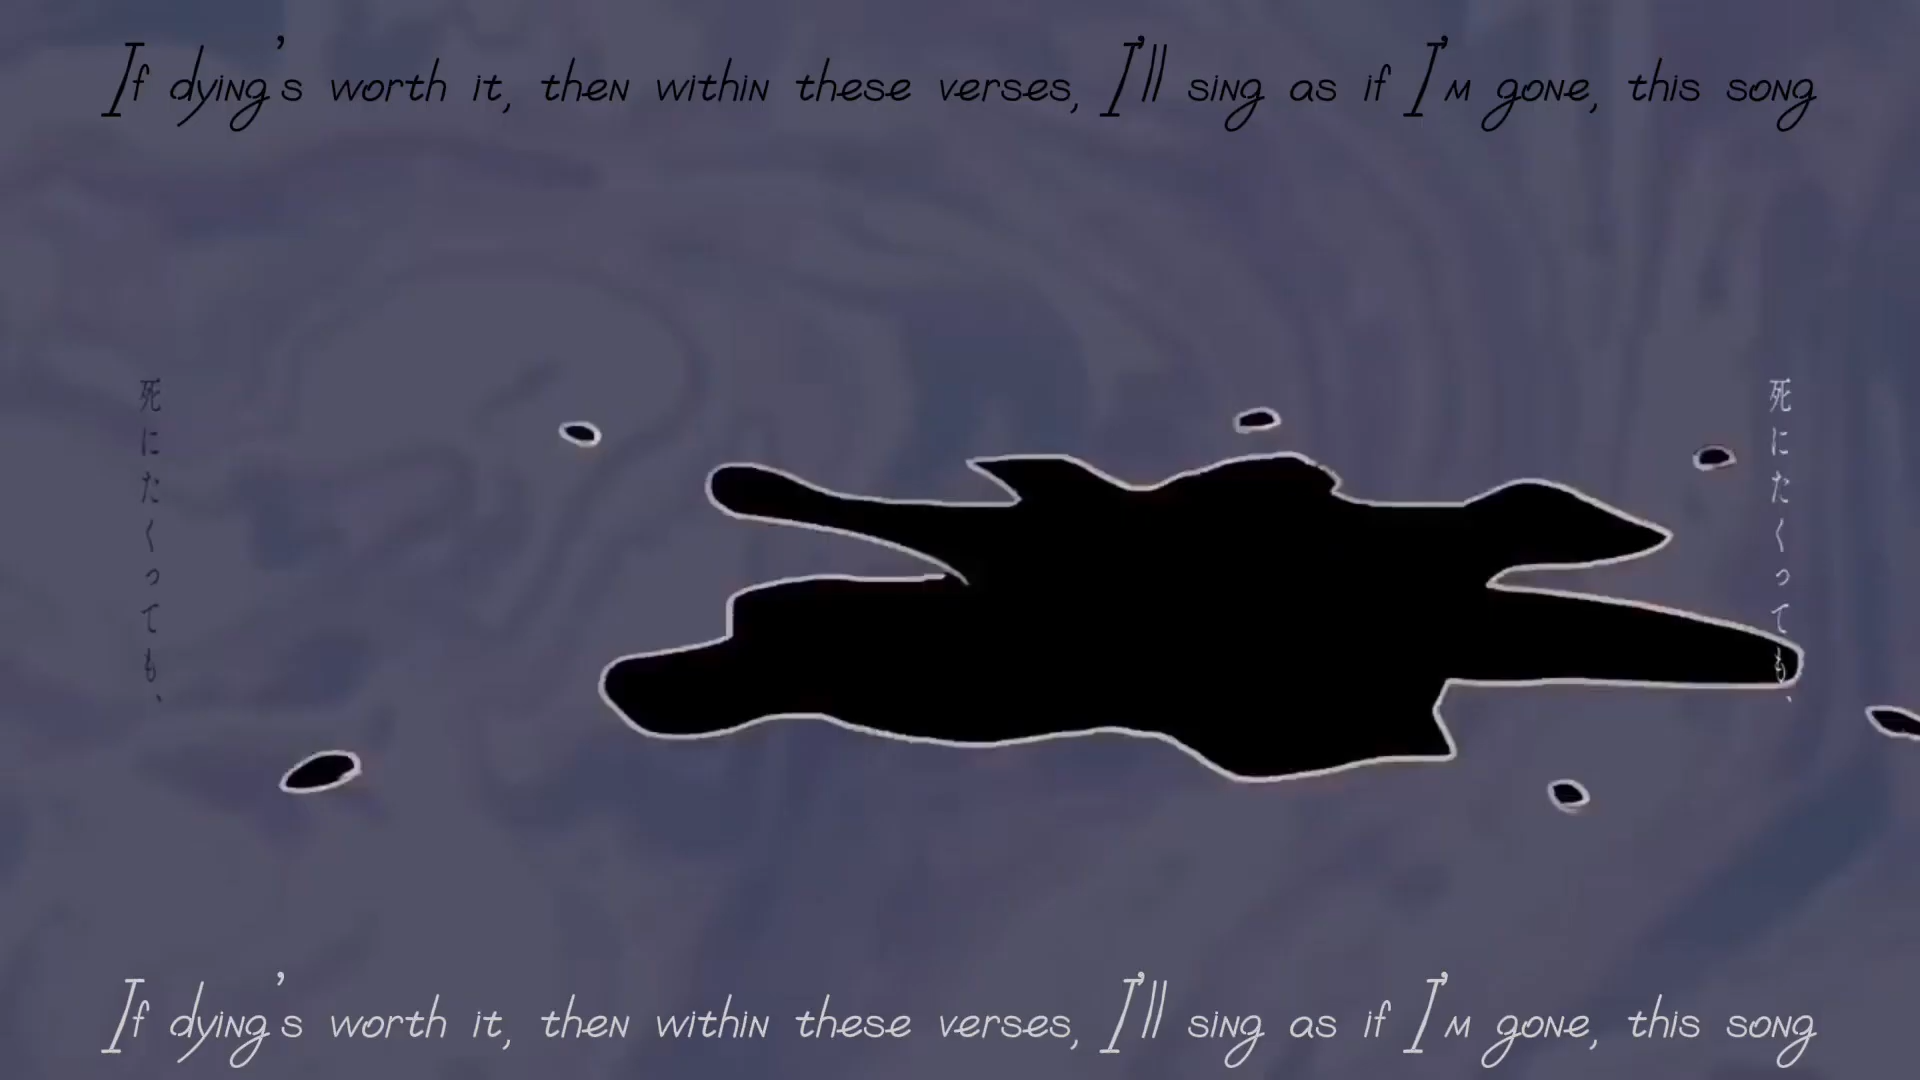 If dying's worth it, then within these verses, I'll sing as if I'm gone, this song
死にたくっても、
死にたくっても、
If dying's worth it, then within these verses, I'll sing as if I'm gone, this song